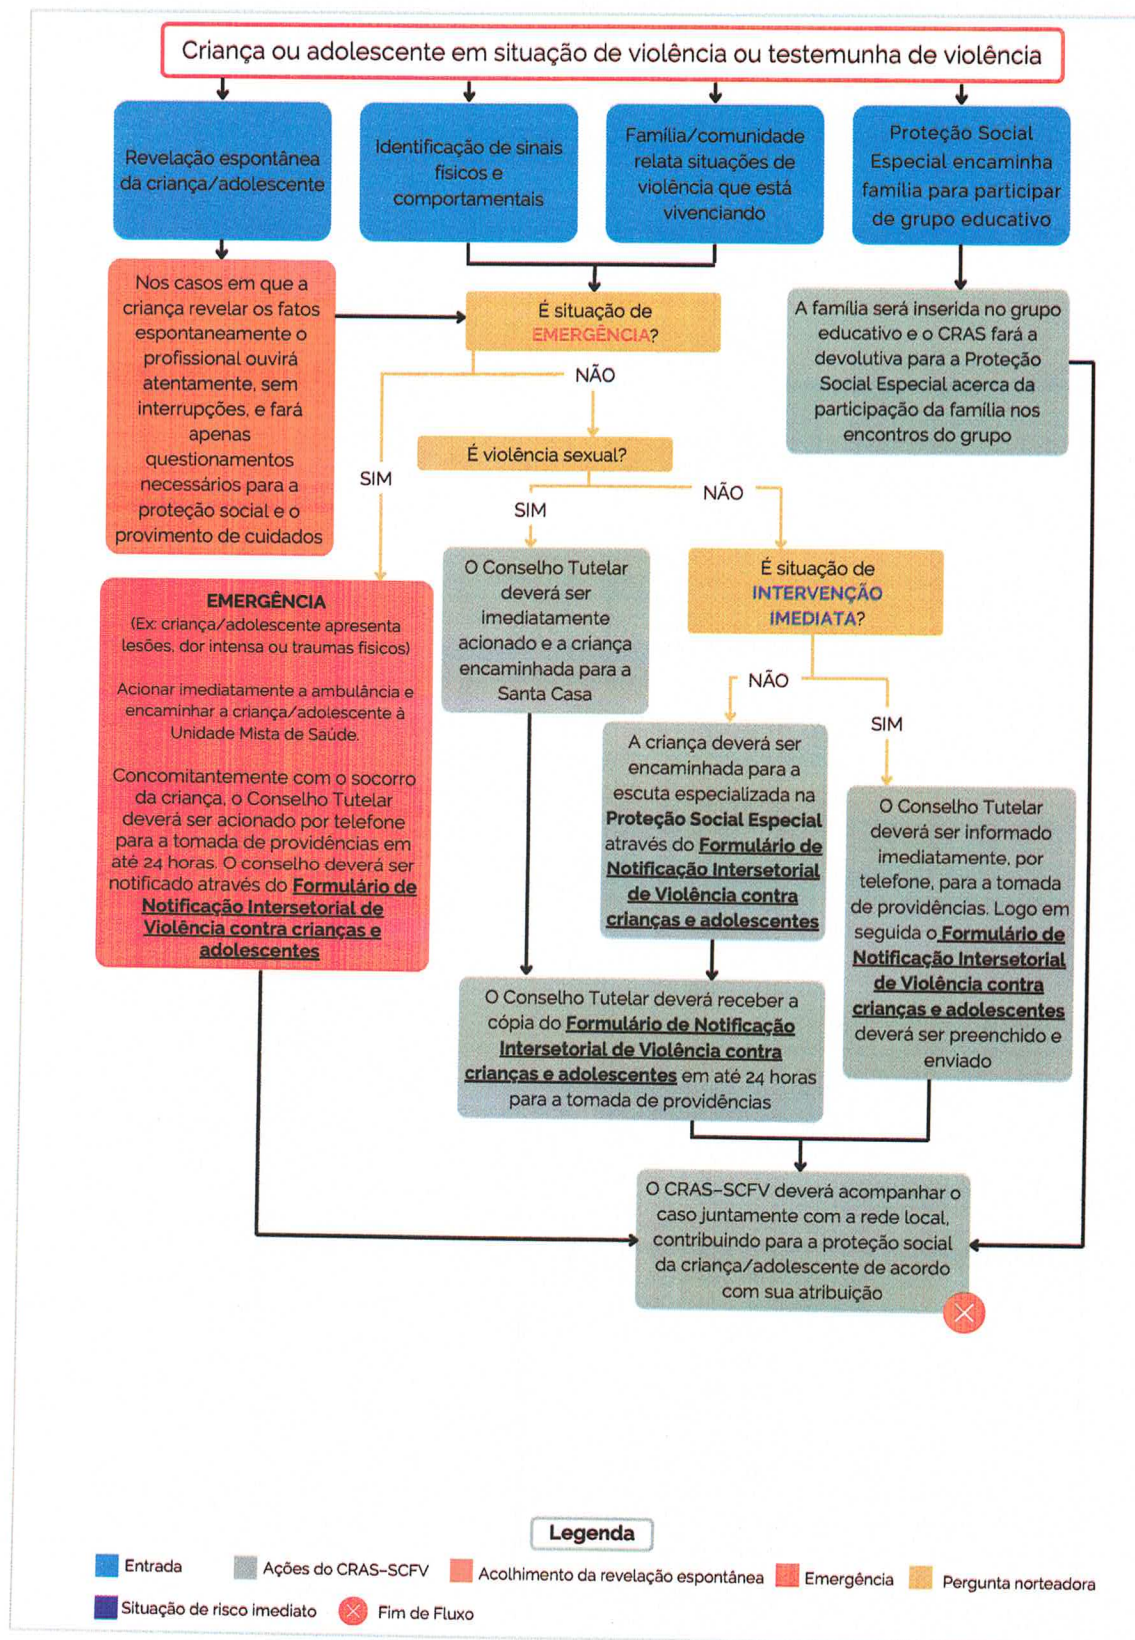 Criança ou adolescente em situação de violência ou testemunha de violência
Revelação espontânea
da criança/adolescente
Identificação de sinais
físicos e
comportamentais
Família/comunidade
relata situações de
violência que está
vivenciando
Proteção Social
Especial encaminha
família para participar
de grupo educativo
Nos casos em que a
criança revelar os fatos
espontaneamente o
profissional ouvirá
atentamente, sem
interrupções, e fará
apenas
questionamentos
necessários para a
proteção social e o
provimento de cuidados
É situação de
EMERGÊNCIA?
A família será inserida no grupo
educativo e o CRAS fará a
devolutiva para a Proteção
Social Especial acerca da
participação da família nos
encontros do grupo
NÃO
SIM
É violência sexual?
SIM
NÃO
O Conselho Tutelar
deverá ser
imediatamente
acionado e a criança
encaminhada para a
Santa Casa
É situação de
INTERVENÇÃO
IMEDIATA?
NÃO
SIM
EMERGÊNCIA
(Ex: criança/adolescente apresenta
lesões, dor intensa ou traumas físicos)
Acionar imediatamente a ambulância e
encaminhar a criança/adolescente à
Unidade Mista de Saúde.
Concomitantemente com o socorro
da criança, o Conselho Tutelar
deverá ser acionado por telefone
para a tomada de providências em
até 24 horas. O conselho deverá ser
notificado através do Formulário de
Notificação Intersetorial de
Violência contra crianças e
adolescentes
A criança deverá ser
encaminhada para a
escuta especializada na
Proteção Social Especial
através do Formulário de
Notificação Intersetorial
de Violência contra
crianças e adolescentes
O Conselho Tutelar
deverá ser informado
imediatamente, por
telefone, para a tomada
de providências. Logo em
seguida o Formulário de
Notificação Intersetorial
de Violência contra
crianças e adolescentes
deverá ser preenchido e
enviado
O Conselho Tutelar deverá receber a
cópia do Formulário de Notificação
Intersetorial de Violência contra
crianças e adolescentes em até 24 horas
para a tomada de providências
O CRAS-SCFV deverá acompanhar o
caso juntamente com a rede local,
contribuindo para a proteção social
da criança/adolescente de acordo
com sua atribuição
Legenda
Entrada
Ações do CRAS-SCFV
Acolhimento da revelação espontânea
Emergência
Pergunta norteadora
Situação de risco imediato
Fim de Fluxo